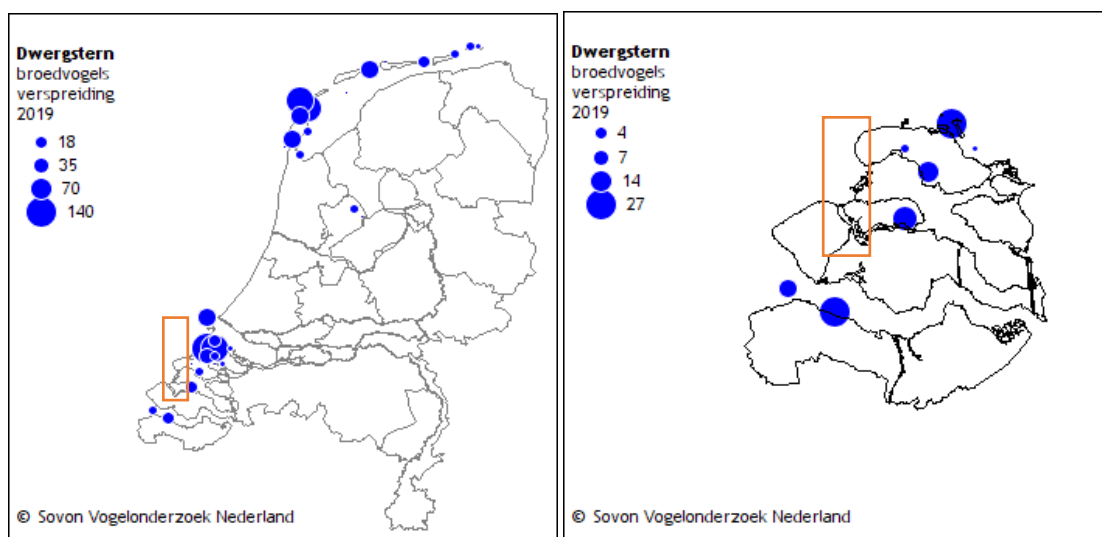 Dwergstern
broedvogels
verspreiding
2019
18
35
70
140
© Sovon Vogelonderzoek Nederland
Dwergstern
broedvogels
verspreiding
2019
4
7
14
27
© Sovon Vogelonderzoek Nederland